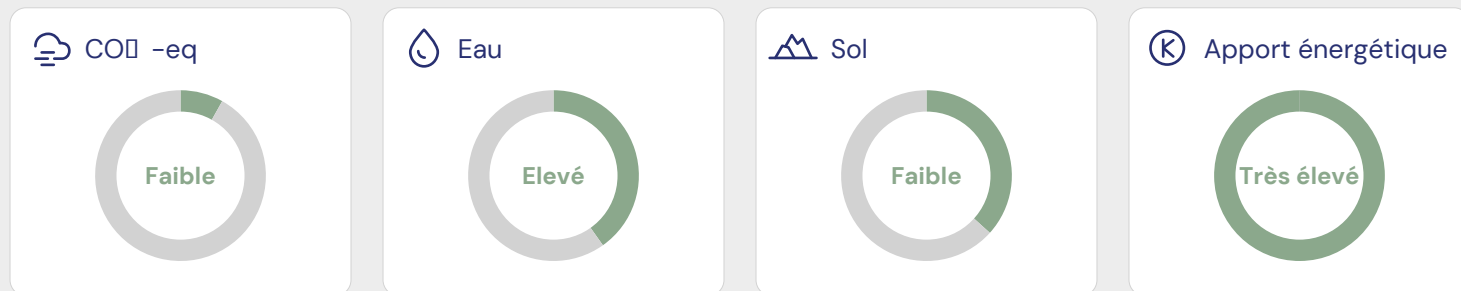 CO▯ -eq
Eau
Sol
Apport énergétique
Faible
Elevé
Faible
Très élevé